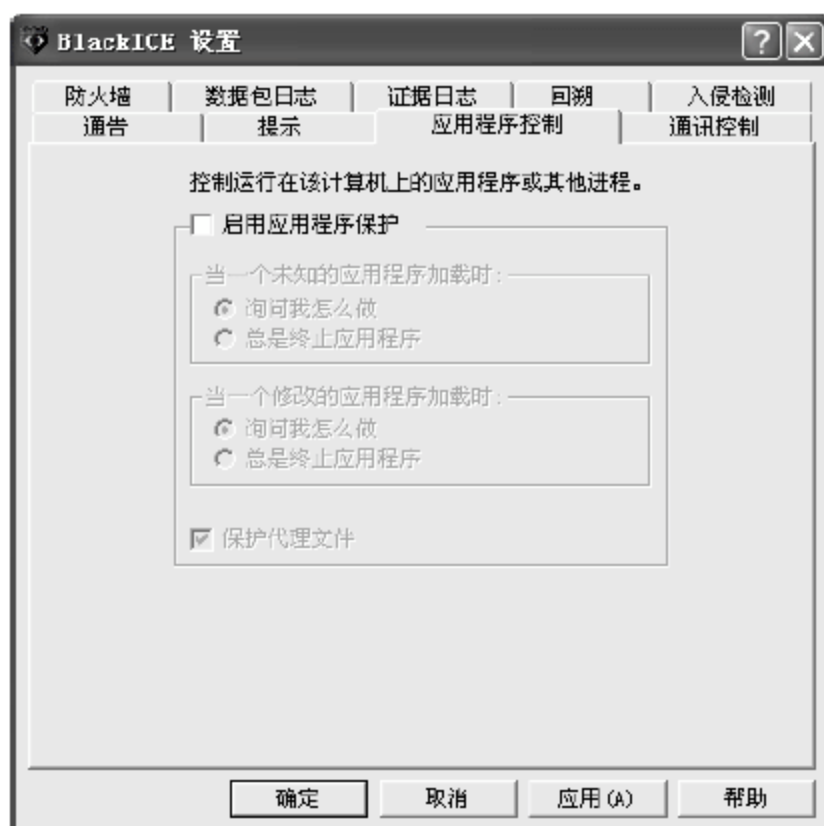 BlackICE 设置
防火墙 数据包日志 证据日志 回溯 入侵检测
通告 提示 应用程序控制 通讯控制
控制运行在该计算机上的应用程序或其他进程。
启用应用程序保护
当一个未知的应用程序加载时:
询问我怎么做
总是终止应用程序
当一个修改的应用程序加载时:
询问我怎么做
总是终止应用程序
保护代理文件
确定 取消 应用(A) 帮助